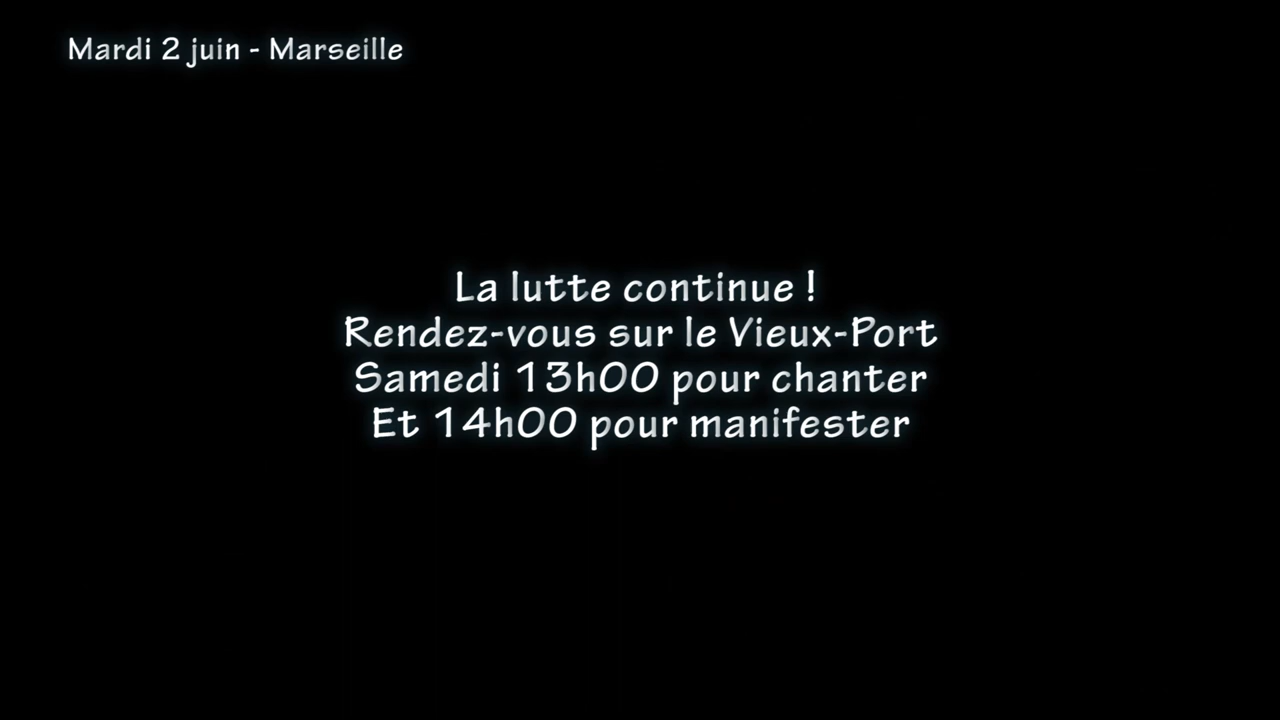 Mardi 2 juin - Marseille
La lutte continue !
Rendez-vous sur le Vieux-Port
Samedi 13h00 pour chanter
Et 14h00 pour manifester